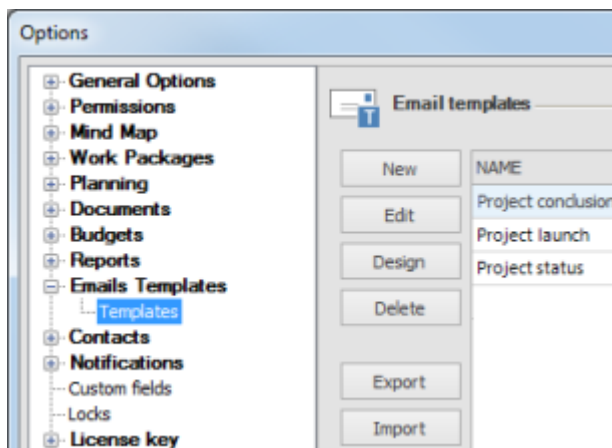 Options
General Options
Permissions
Mind Map
Work Packages
Planning
Documents
Budgets
Reports
Emails Templates
Templates
Contacts
Notifications
Custom fields
Locks
License key
T
Email templates
New
Edit
Design
Delete
Export
Import
NAME
Project conclusion
Project launch
Project status